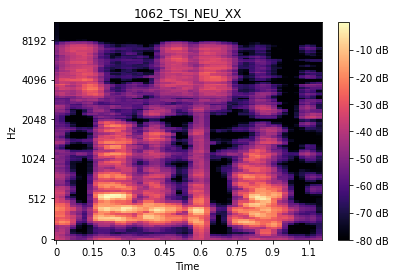 1062_TSI_NEU_XX
8192
4096
2048
1024
512
0
Hz
0 0.15 0.3 0.45 0.6 0.75 0.9 1.1
Time
-10 dB
-20 dB
-30 dB
-40 dB
-50 dB
-60 dB
-70 dB
-80 dB